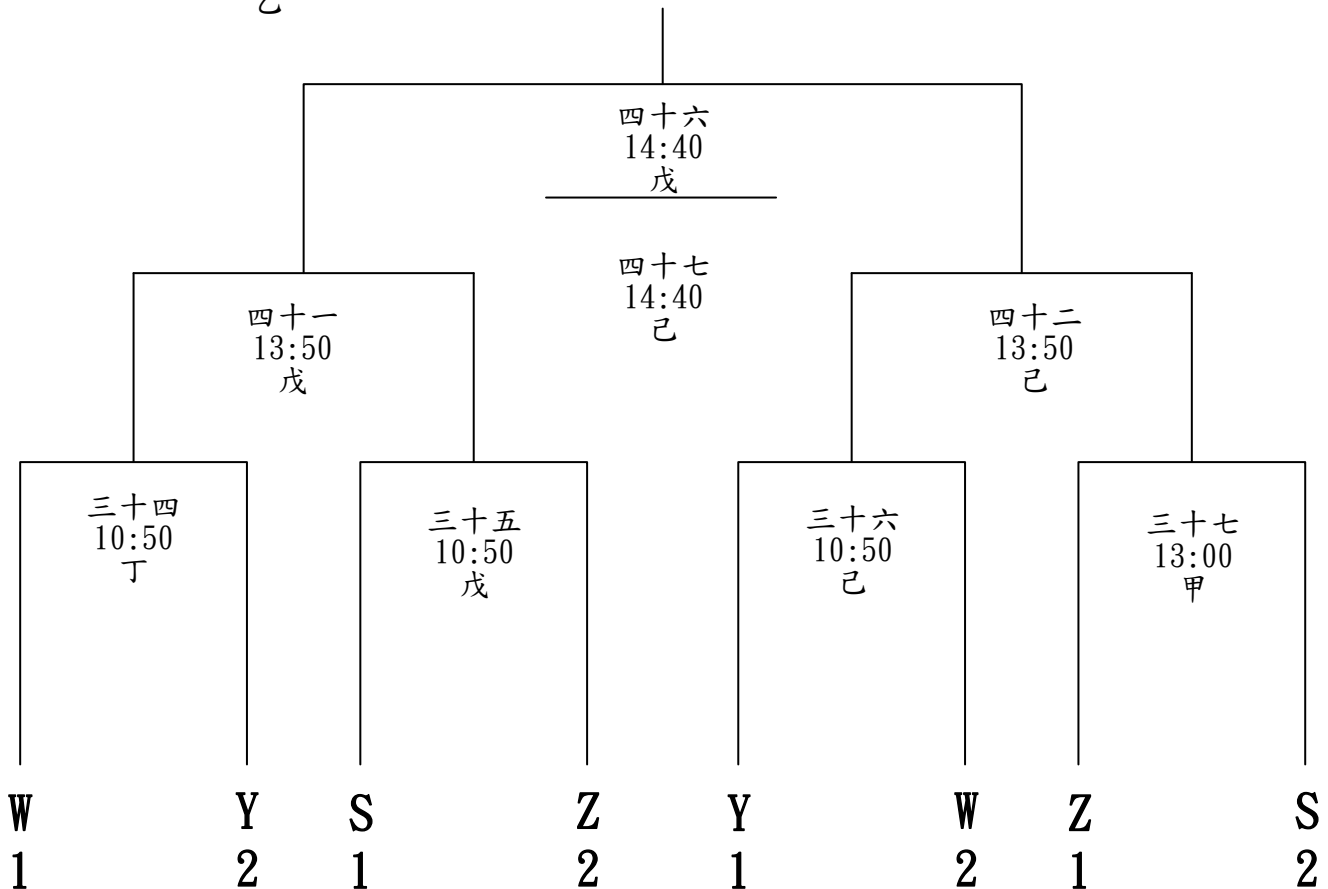 乙
四十六
14:40
戊
四十七
14:40
己
四十一
13:50
戊
四十二
13:50
己
三十四
10:50
丁
三十五
10:50
戊
三十六
10:50
己
三十七
13:00
甲
W Y S Z Y W Z S
1 2 1 2 1 2 1 2